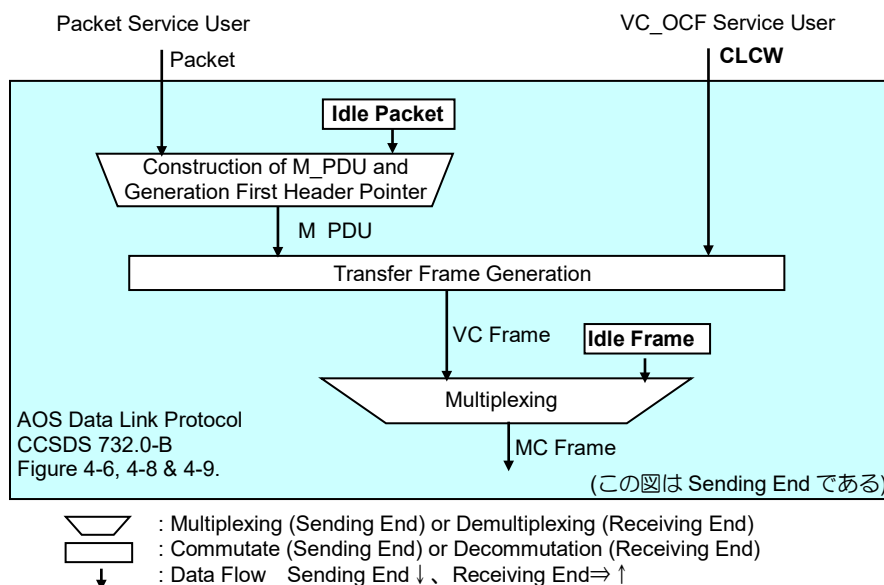 Packet Service User
VC_OCF Service User
Packet
CLCW
Idle Packet
Construction of M_PDU and
Generation First Header Pointer
M PDU
Transfer Frame Generation
VC Frame
Idle Frame
Multiplexing
AOS Data Link Protocol
CCSDS 732.0-B
Figure 4-6, 4-8 & 4-9.
MC Frame
(この図は Sending End である)
: Multiplexing (Sending End) or Demultiplexing (Receiving End)
: Commutate (Sending End) or Decommutation (Receiving End)
: Data Flow Sending End↓、Receiving End⇒↑